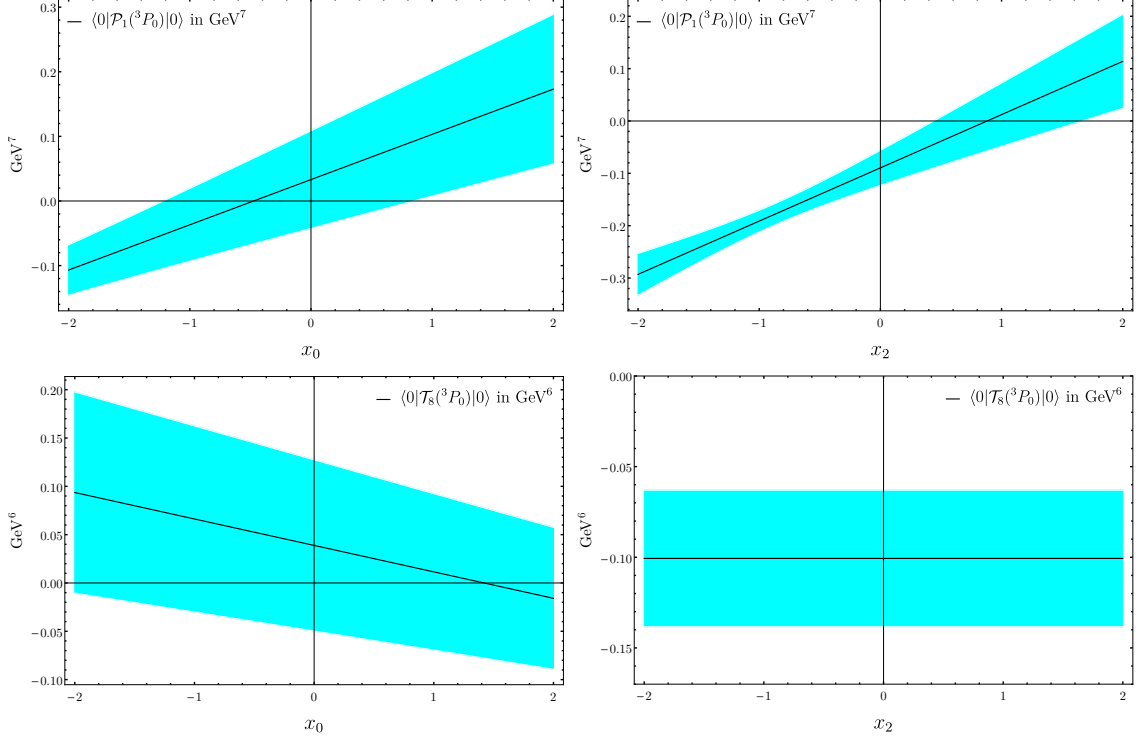 — ⟨0|𝒫₁(³P₀)|0⟩ in GeV⁷
0.3
0.2
0.1
0.0
−0.1
GeV⁷
−2 −1 0 1 2
x₀
— ⟨0|𝒫₁(³P₀)|0⟩ in GeV⁷
0.2
0.1
0.0
−0.1
−0.2
−0.3
GeV⁷
−2 −1 0 1 2
x₂
— ⟨0|𝒯₈(³P₀)|0⟩ in GeV⁶
0.20
0.15
0.10
0.05
0.00
−0.05
−0.10
GeV⁶
−2 −1 0 1 2
x₀
— ⟨0|𝒯₈(³P₀)|0⟩ in GeV⁶
0.00
−0.05
−0.10
−0.15
GeV⁶
−2 −1 0 1 2
x₂